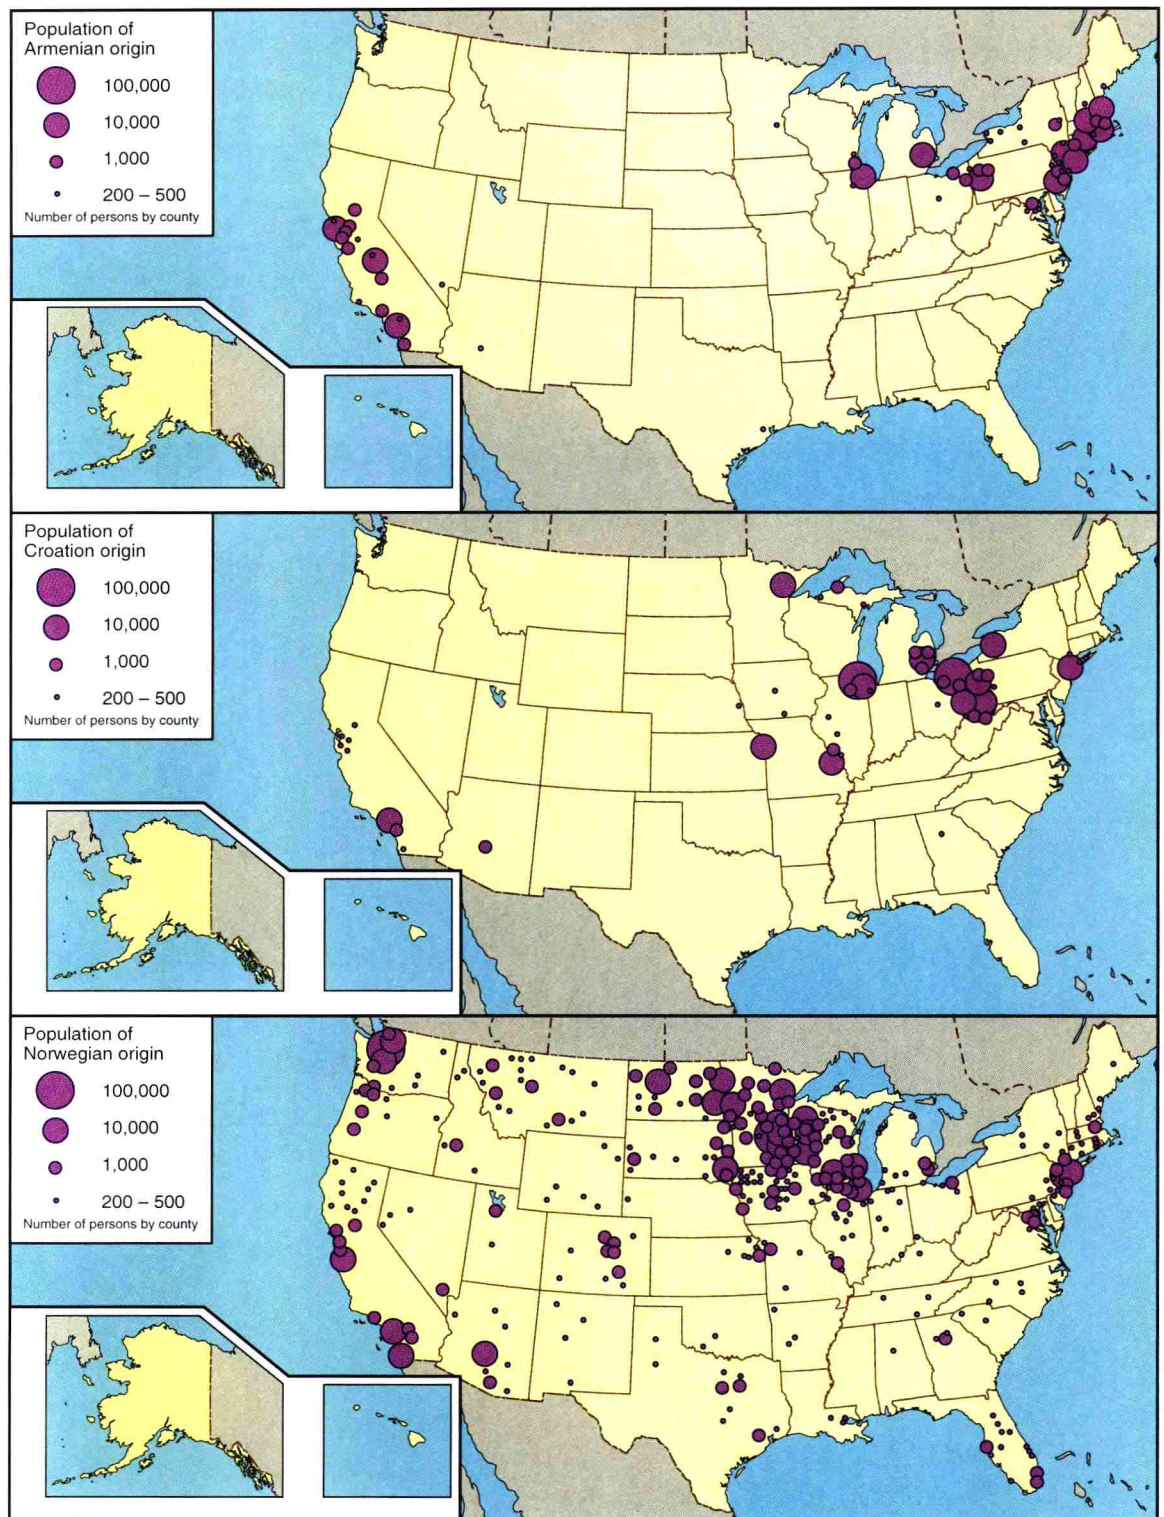 Population of
Armenian origin
100,000
10,000
1,000
200 – 500
Number of persons by county
Population of
Croation origin
100,000
10,000
1,000
200 – 500
Number of persons by county
Population of
Norwegian origin
100,000
10,000
1,000
200 – 500
Number of persons by county